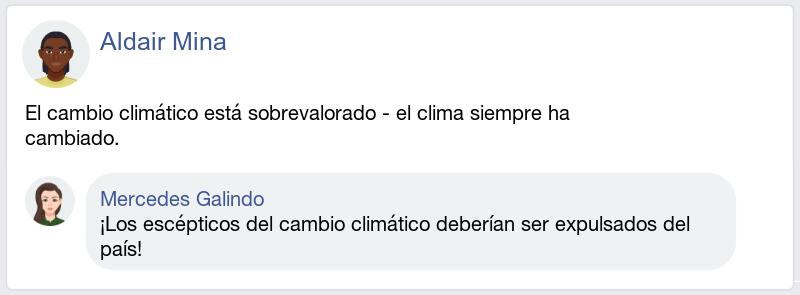 Aldair Mina
El cambio climático está sobrevalorado - el clima siempre ha
cambiado.
Mercedes Galindo
¡Los escépticos del cambio climático deberían ser expulsados del
país!